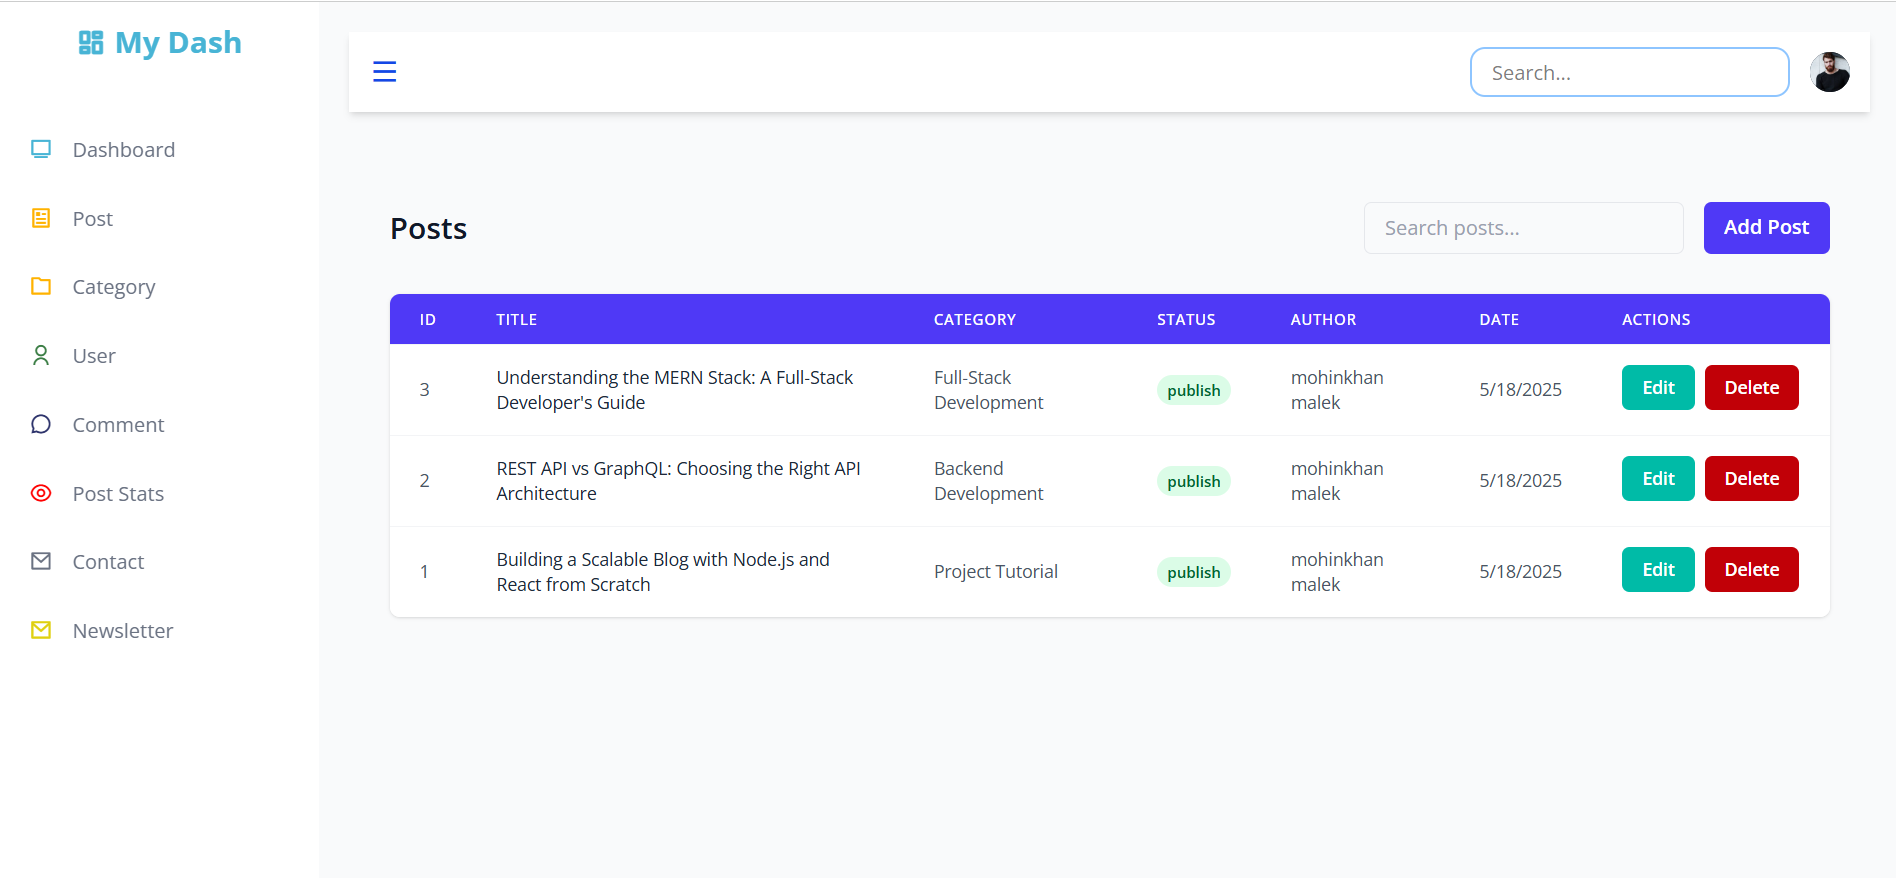 My Dash
Search...
Dashboard
Post
Category
User
Comment
Post Stats
Contact
Newsletter
Posts
Search posts...
Add Post
ID TITLE CATEGORY STATUS AUTHOR DATE ACTIONS
3 Understanding the MERN Stack: A Full-Stack Developer's Guide Full-Stack Development publish mohinkhan malek 5/18/2025 Edit Delete
2 REST API vs GraphQL: Choosing the Right API Architecture Backend Development publish mohinkhan malek 5/18/2025 Edit Delete
1 Building a Scalable Blog with Node.js and React from Scratch Project Tutorial publish mohinkhan malek 5/18/2025 Edit Delete